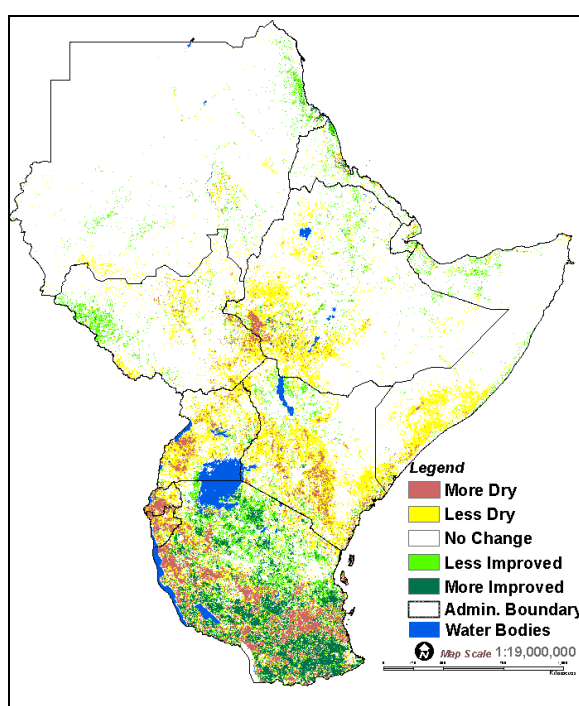 Legend
More Dry
Less Dry
No Change
Less Improved
More Improved
Admin. Boundary
Water Bodies
Map Scale 1:19,000,000
Kilometers